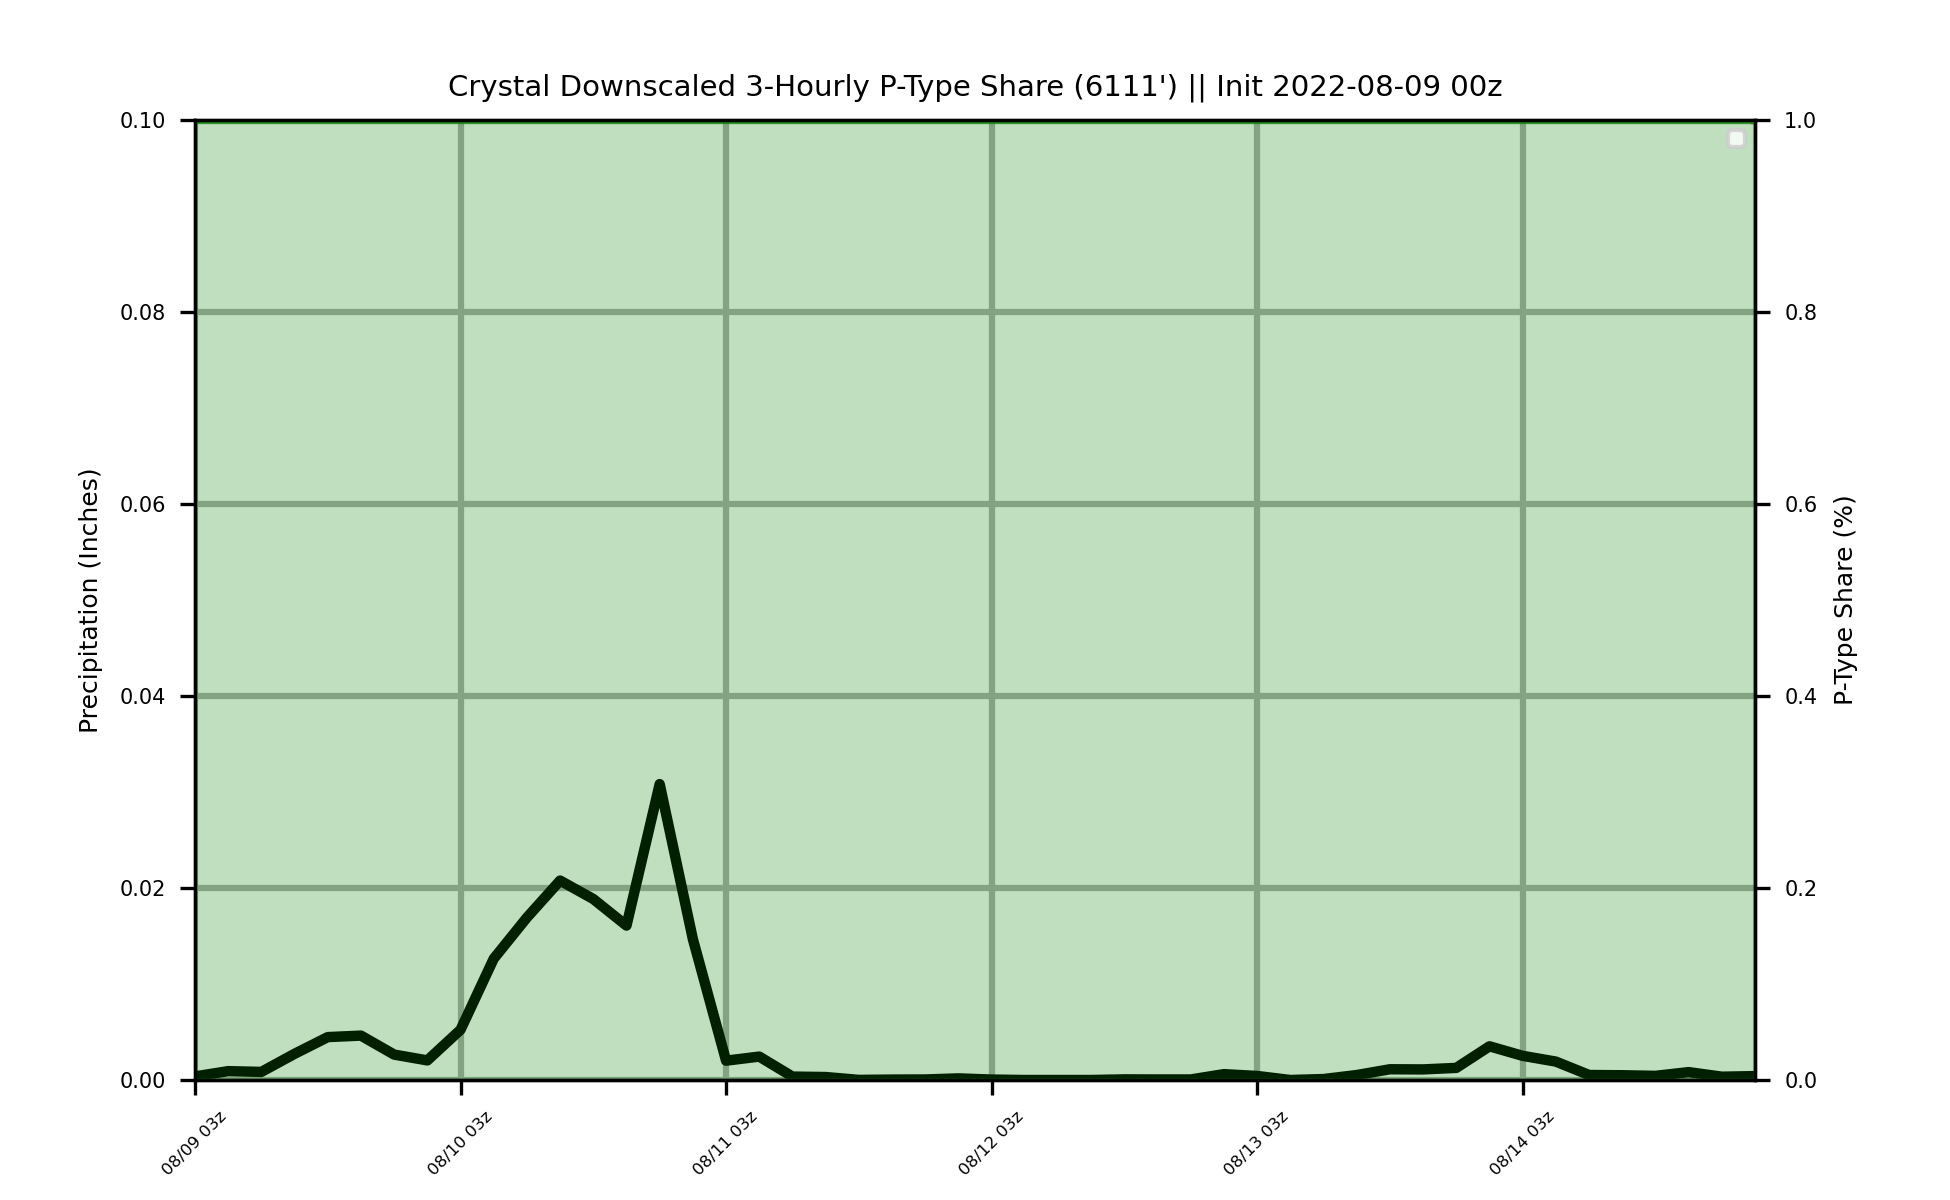 Crystal Downscaled 3-Hourly P-Type Share (6111') || Init 2022-08-09 00z
Precipitation (Inches)
0.10
0.08
0.06
0.04
0.02
0.00
1.0
0.8
0.6
0.4
0.2
0.0
P-Type Share (%)
08/09 03z
08/10 03z
08/11 03z
08/12 03z
08/13 03z
08/14 03z